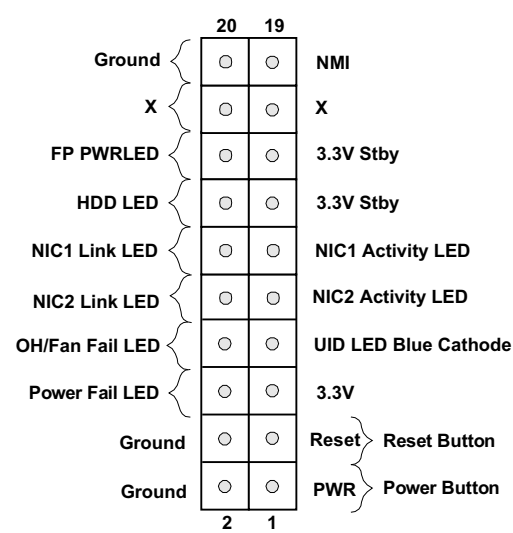 20 19
Ground NMI
X X
FP PWRLED 3.3V Stby
HDD LED 3.3V Stby
NIC1 Link LED NIC1 Activity LED
NIC2 Link LED NIC2 Activity LED
OH/Fan Fail LED UID LED Blue Cathode
Power Fail LED 3.3V
Ground Reset Reset Button
Ground PWR Power Button
2 1